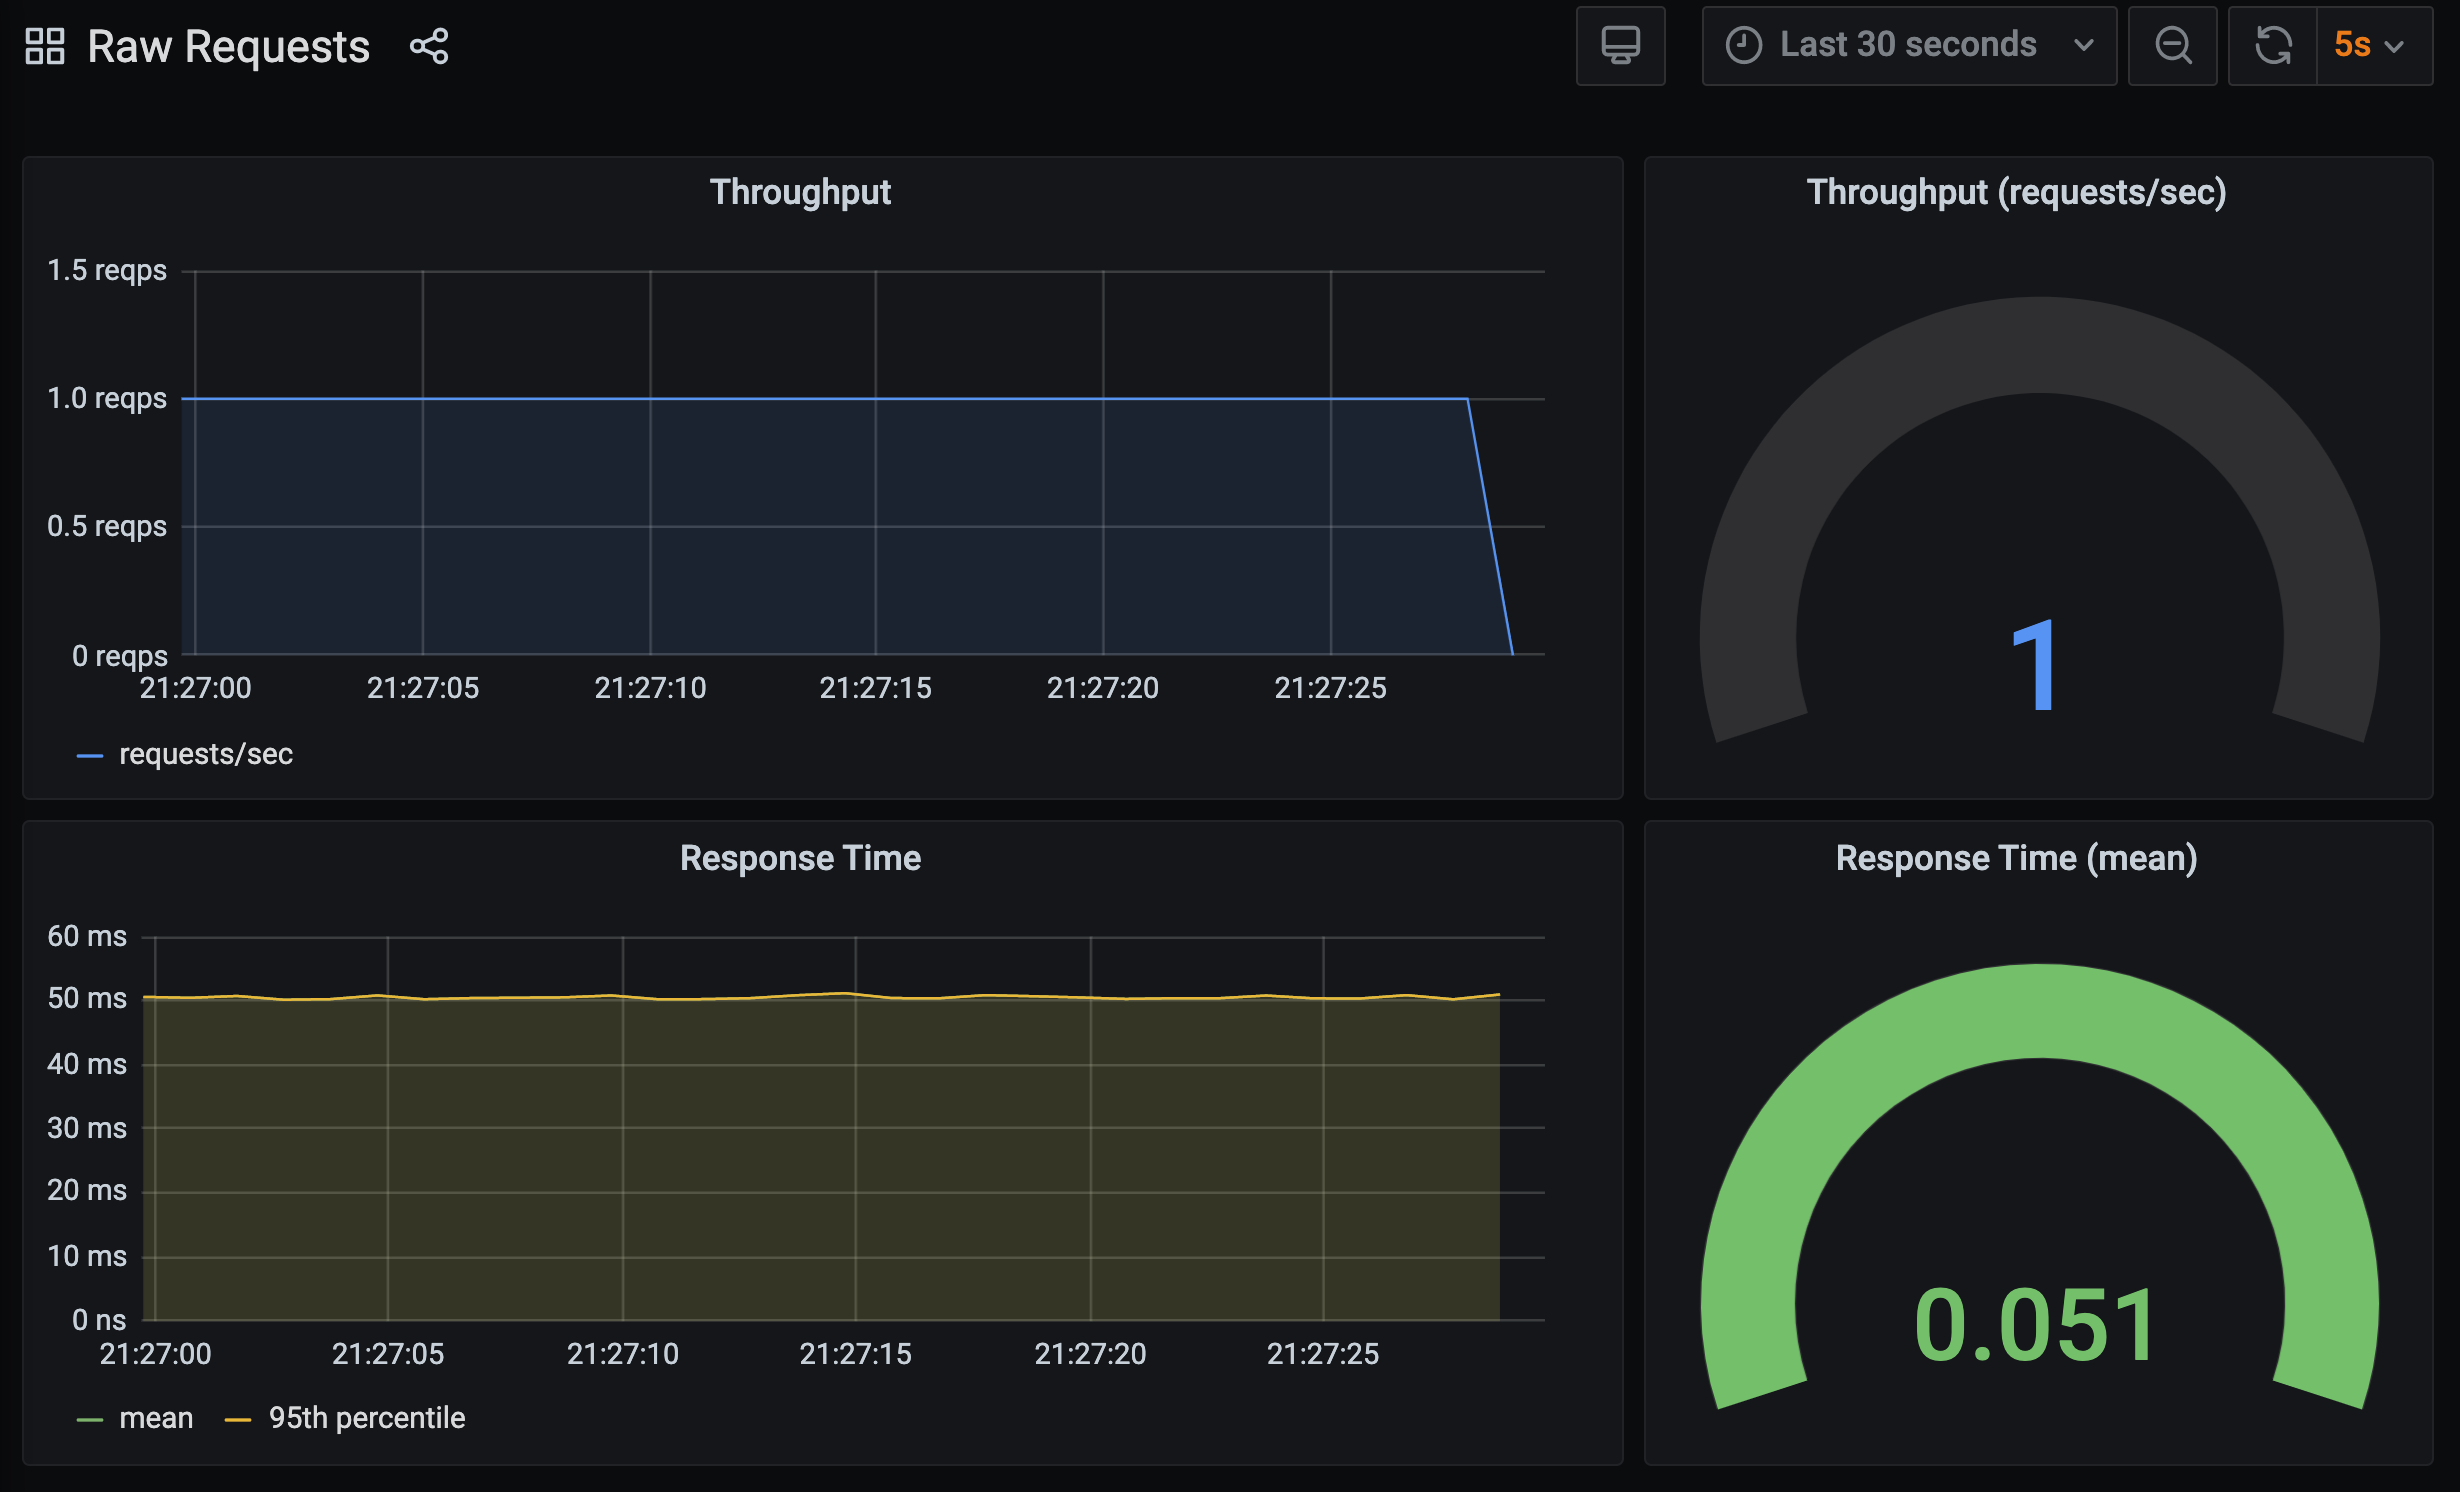 Raw Requests
Last 30 seconds
5s
Throughput
1.5 reqps
1.0 reqps
0.5 reqps
0 reqps
21:27:00 21:27:05 21:27:10 21:27:15 21:27:20 21:27:25
requests/sec
Throughput (requests/sec)
1
Response Time
60 ms
50 ms
40 ms
30 ms
20 ms
10 ms
0 ns
21:27:00 21:27:05 21:27:10 21:27:15 21:27:20 21:27:25
mean 95th percentile
Response Time (mean)
0.051